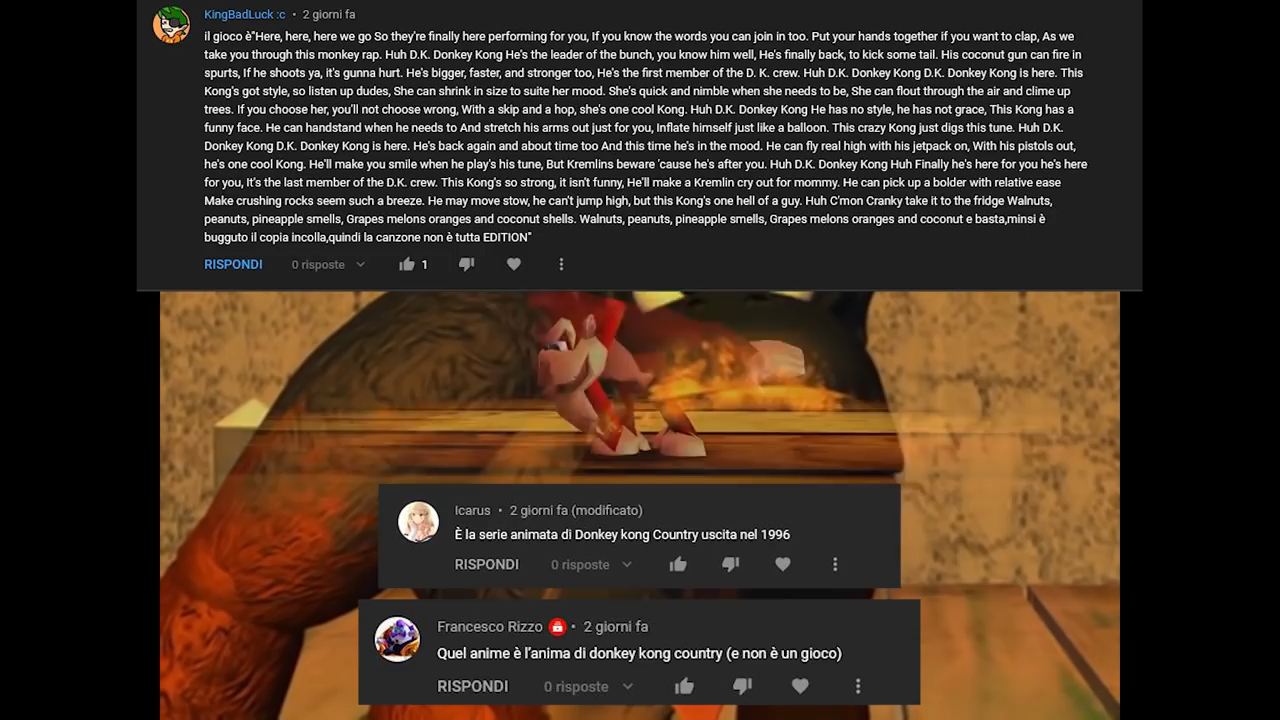 KingBadLuck :c • 2 giorni fa
il gioco è"Here, here, here we go So they're finally here performing for you, If you know the words you can join in too. Put your hands together if you want to clap, As we
take you through this monkey rap. Huh D.K. Donkey Kong He's the leader of the bunch, you know him well, He's finally back, to kick some tail. His coconut gun can fire in
spurts, If he shoots ya, it's gunna hurt. He's bigger, faster, and stronger too, He's the first member of the D. K. crew. Huh D.K. Donkey Kong D.K. Donkey Kong is here. This
Kong's got style, so listen up dudes, She can shrink in size to suit her mood. She's quick and nimble when she needs to be, She can flout through the air and clime up
trees. If you choose her, you'll not choose wrong, With a skip and a hop, she's one cool Kong. Huh D.K. Donkey Kong He has no style, he has not grace, This Kong has a
funny face. He can handstand when he needs to And stretch his arms out just for you, Inflate himself just like a balloon. This crazy Kong just digs this tune. Huh D.K.
Donkey Kong D.K. Donkey Kong is here. He's back again and about time too And this time he's in the mood. He can fly real high with his jetpack on, With his pistols out,
he's one cool Kong. He'll make you smile when he play's his tune, But Kremlins beware 'cause he's after you. Huh D.K. Donkey Kong Huh Finally he's here for you he's here
for you, It's the last member of the D.K. crew. This Kong's so strong, it isn't funny, He'll make a Kremlin cry out for mommy. He can pick up a bolder with relative ease
Make crushing rocks seem such a breeze. He may move stow, he can't jump high, but this Kong's one hell of a guy. Huh C'mon Cranky take it to the fridge Walnuts,
peanuts, pineapple smells, Grapes melons oranges and coconut shells. Walnuts, peanuts, pineapple smells, Grapes melons oranges and coconut e basta,minsi è
bugguto il copia incolla,quindi la canzone non è tutta EDITION"
RISPONDI 0 risposte 1
Icarus • 2 giorni fa (modificato)
È la serie animata di Donkey kong Country uscita nel 1996
RISPONDI 0 risposte
Francesco Rizzo • 2 giorni fa
Quel anime è l'anima di donkey kong country (e non è un gioco)
RISPONDI 0 risposte